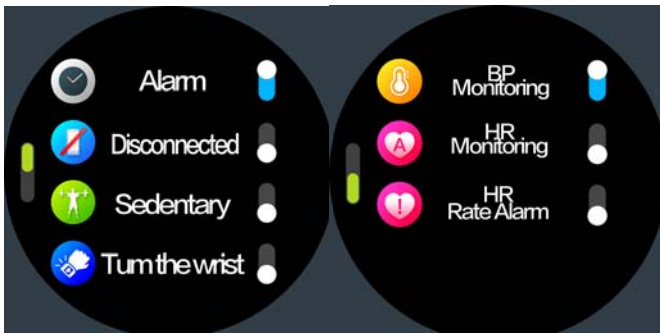 Alarm
Disconnected
Sedentary
Turn the wrist
BP
Monitoring
A
HR
Monitoring
!
HR
Rate Alarm